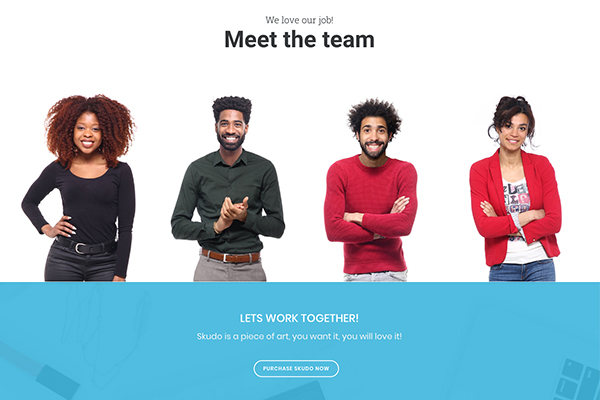 We love our job!
Meet the team
LETS WORK TOGETHER!
Skudo is a piece of art, you want it, you will love it!
PURCHASE SKUDO NOW